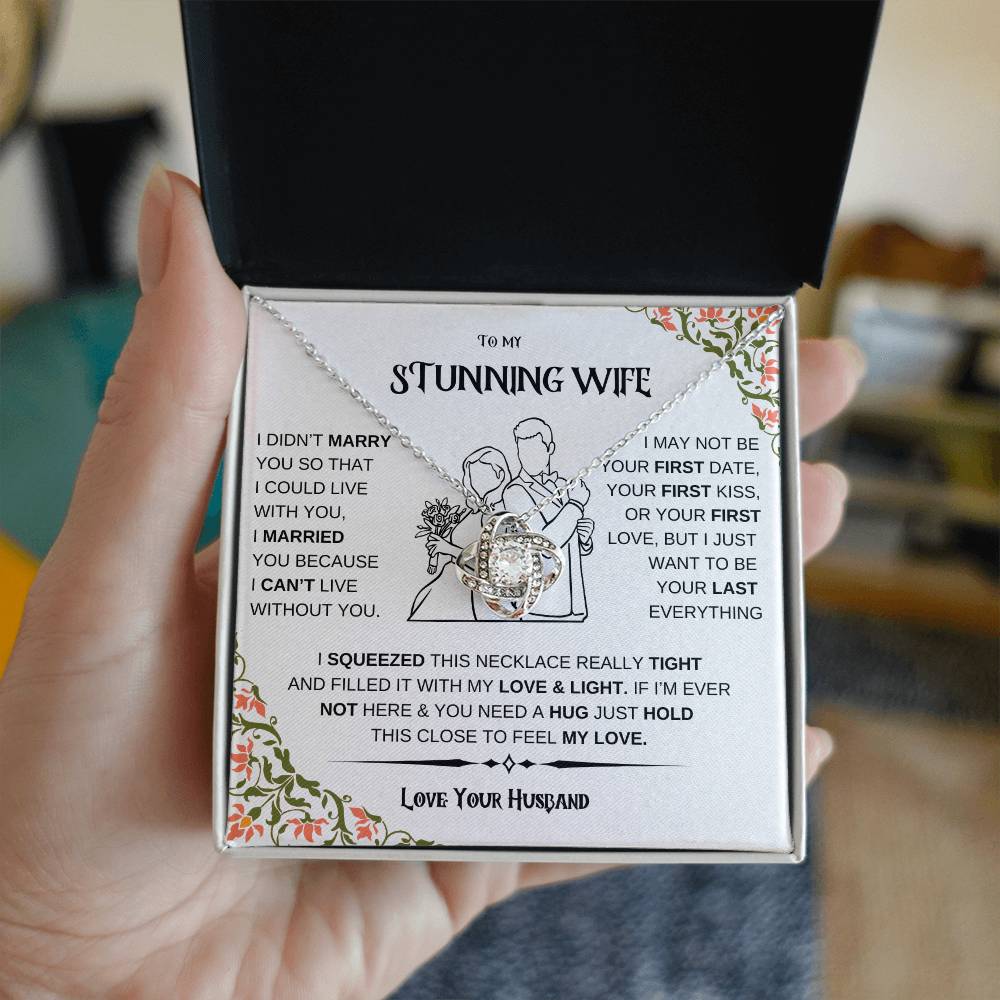 TO MY
STUNNING WIFE
I DIDN'T MARRY
YOU SO THAT
I COULD LIVE
WITH YOU,
I MARRIED
YOU BECAUSE
I CAN'T LIVE
WITHOUT YOU.
I MAY NOT BE
YOUR FIRST DATE,
YOUR FIRST KISS,
OR YOUR FIRST
LOVE, BUT I JUST
WANT TO BE
YOUR LAST
EVERYTHING
I SQUEEZED THIS NECKLACE REALLY TIGHT
AND FILLED IT WITH MY LOVE & LIGHT. IF I'M EVER
NOT HERE & YOU NEED A HUG JUST HOLD
THIS CLOSE TO FEEL MY LOVE.
LOVE, YOUR HUSBAND